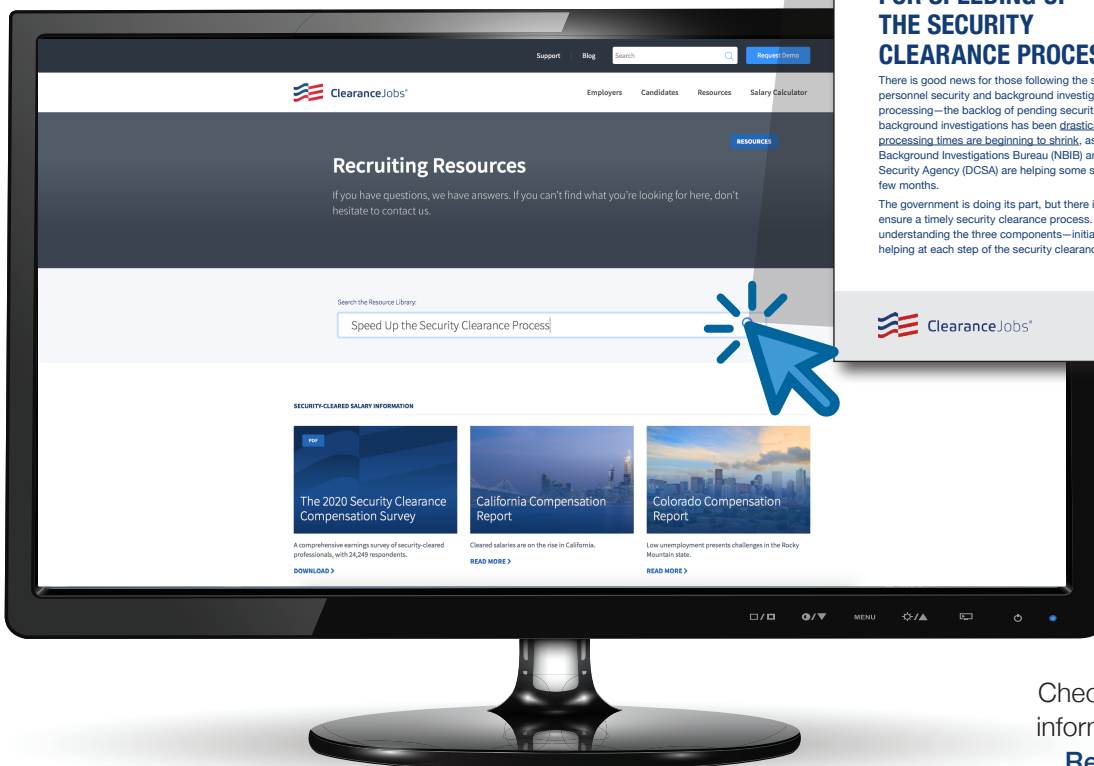 Support
Blog
Search
Request Demo
ClearanceJobs®
Employers
Candidates
Resources
Salary Calculator
RESOURCES
Recruiting Resources
If you have questions, we have answers. If you can't find what you're looking for here, don't
hesitate to contact us.
Search the Resource Library:
Speed Up the Security Clearance Process
SECURITY-CLEARED SALARY INFORMATION
PDF
The 2020 Security Clearance
Compensation Survey
A comprehensive earnings survey of security-cleared
professionals, with 24,249 respondents.
DOWNLOAD >
California Compensation
Report
Cleared salaries are on the rise in California.
READ MORE >
Colorado Compensation
Report
Low unemployment presents challenges in the Rocky
Mountain state.
READ MORE >
THE SECURITY
CLEARANCE
There is good news for those following the
personnel security and background
processing—the backlog of pending
background investigations has been
processing times are beginning to shrink,
Background Investigations Bureau (NBIB)
Security Agency (DCSA) are helping some
few months.
The government is doing its part, but there
ensure a timely security clearance process.
understanding the three components—
helping at each step of the security
ClearanceJobs®
MENU